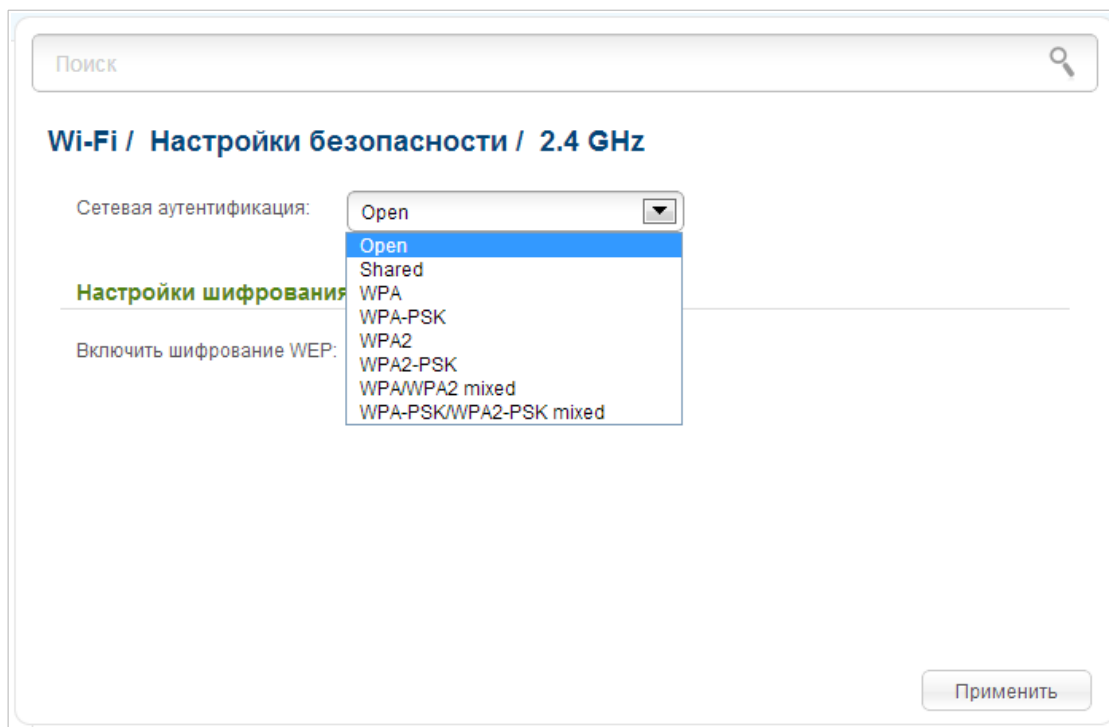 Поиск
Wi-Fi / Настройки безопасности / 2.4 GHz
Сетевая аутентификация: Open
Open
Shared
Настройки шифрования
WPA
WPA-PSK
Включить шифрование WEP:
WPA2
WPA2-PSK
WPA/WPA2 mixed
WPA-PSK/WPA2-PSK mixed
Применить